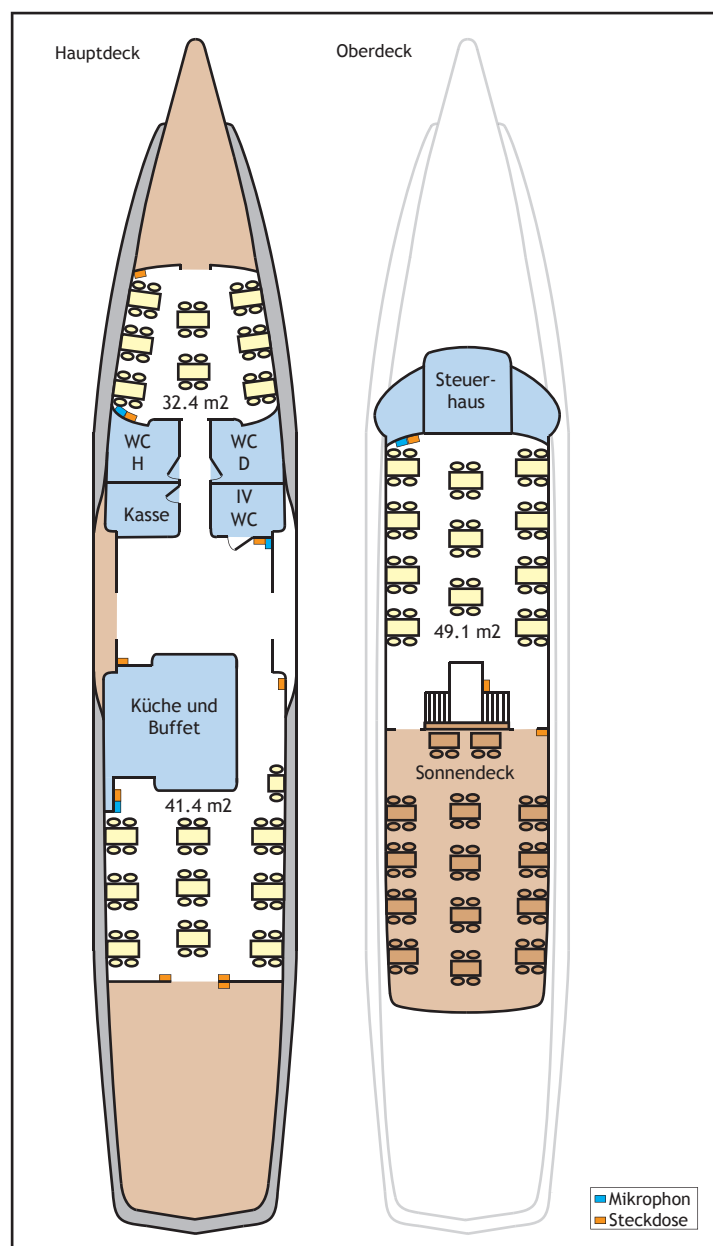 Hauptdeck
Oberdeck
32.4 m2
WC
H
WC
D
Kasse
IV
WC
Küche und
Buffet
41.4 m2
Steuer-
haus
49.1 m2
Sonnendeck
Mikrophon
Steckdose